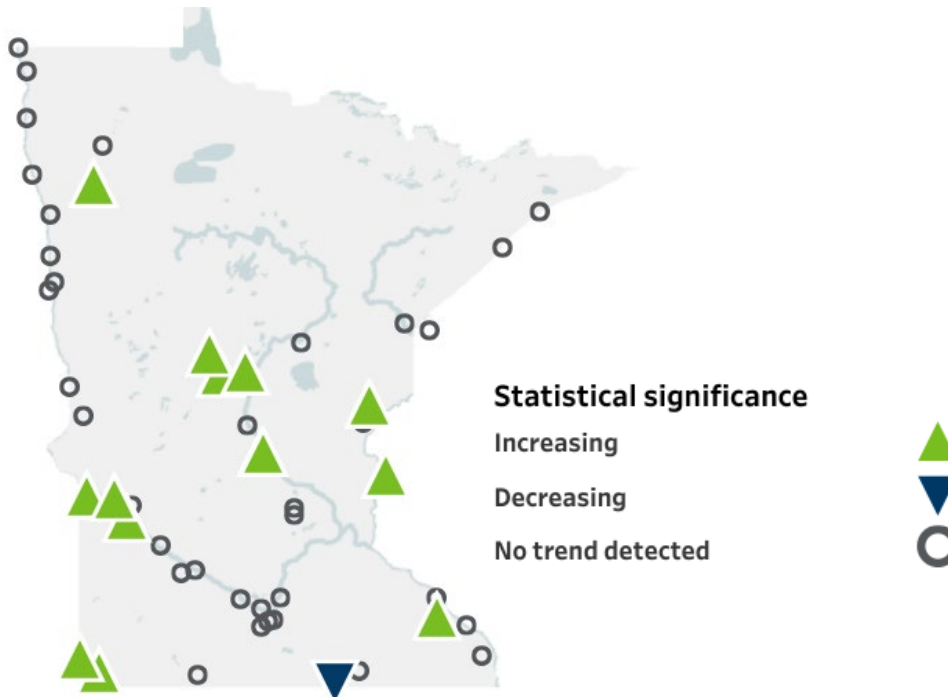 Statistical significance
Increasing
Decreasing
No trend detected